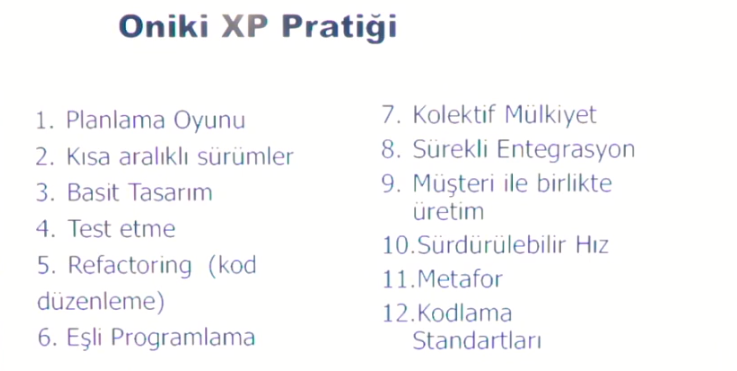 Oniki XP Pratiği
1. Planlama Oyunu
2. Kısa aralıklı sürümler
3. Basit Tasarım
4. Test etme
5. Refactoring (kod
düzenleme)
6. Eşli Programlama
7. Kolektif Mülkiyet
8. Sürekli Entegrasyon
9. Müşteri ile birlikte
üretim
10.Sürdürülebilir Hız
11.Metafor
12.Kodlama
Standartları